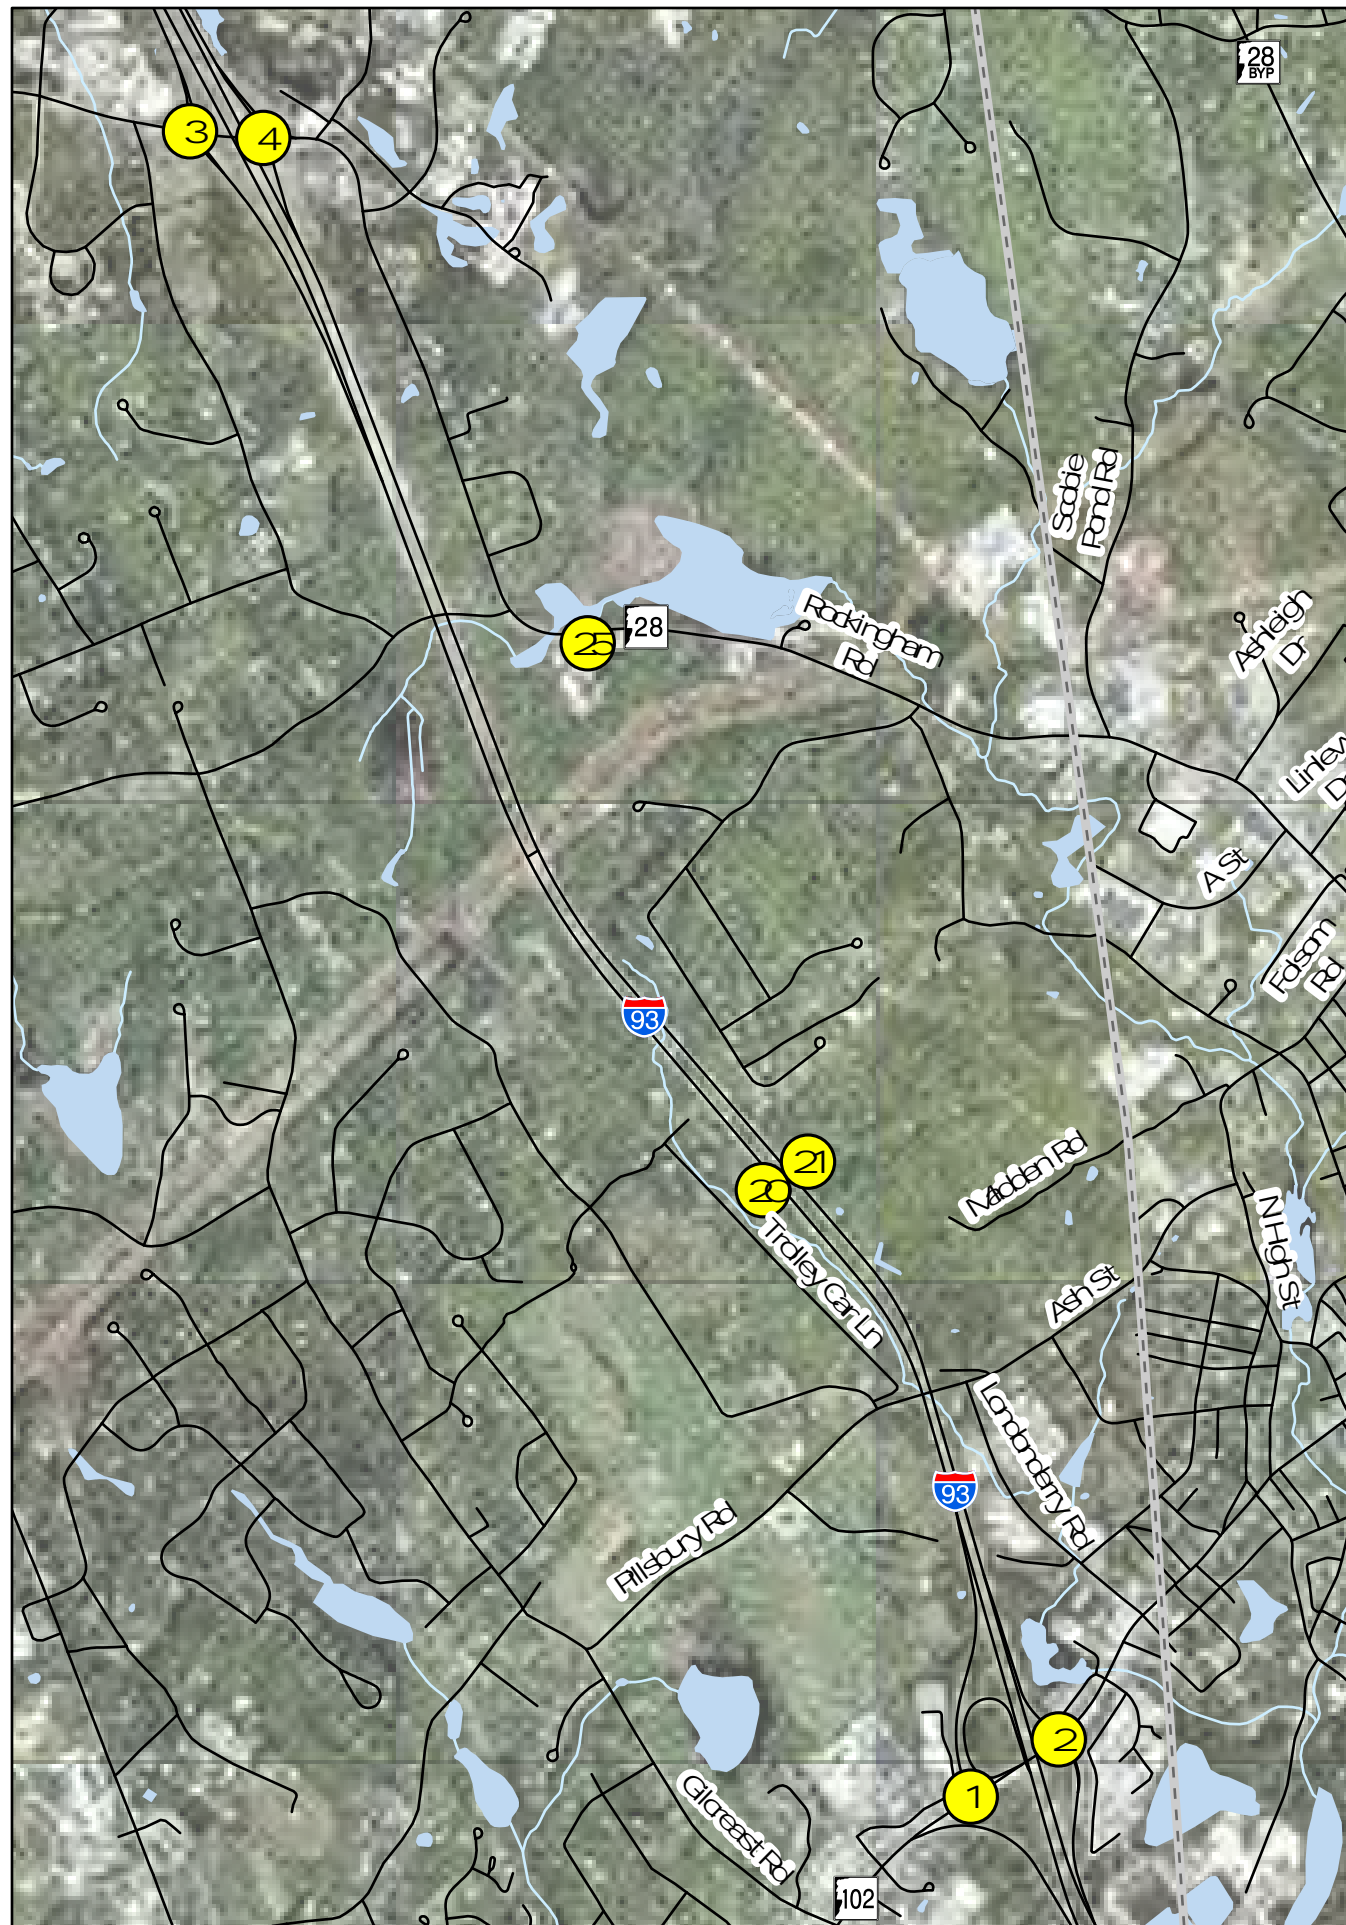 28
BYP
3
4
Scobie
Pond Rd
Rockingham
Rd
28
25
Ashleigh
Dr
Linlew
Dr
A St
Folsom
Rd
93
21
20
Madden Rd
Trolley Car Ln
N High St
Ash St
Londonderry Rd
93
Pillsbury Rd
2
1
Gilcreast Rd
102